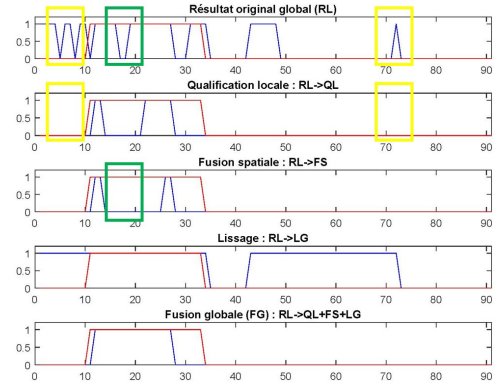 Résultat original global (RL)
1
0.5
0
0 10 20 30 40 50 60 70 80 90
Qualification locale : RL->QL
1
0.5
0
0 10 20 30 40 50 60 70 80 90
Fusion spatiale : RL->FS
1
0.5
0
0 10 20 30 40 50 60 70 80 90
Lissage : RL->LG
1
0.5
0
0 10 20 30 40 50 60 70 80 90
Fusion globale (FG) : RL->QL+FS+LG
1
0.5
0
0 10 20 30 40 50 60 70 80 90